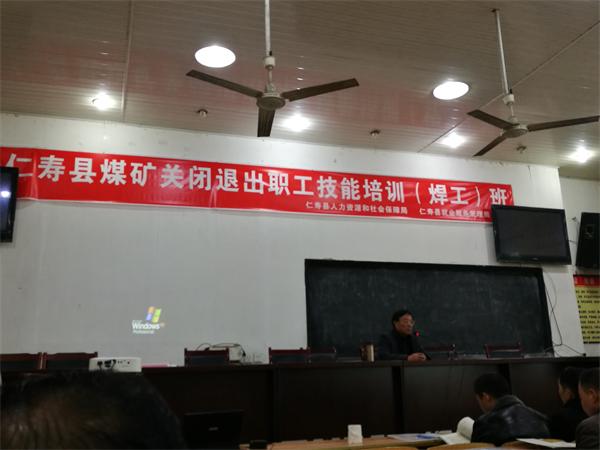 仁寿县煤矿关闭退出职工技能培训（焊工）班
仁寿县人力资源和社会保障局 仁寿县就业服务管理局
Windows xp
Professional